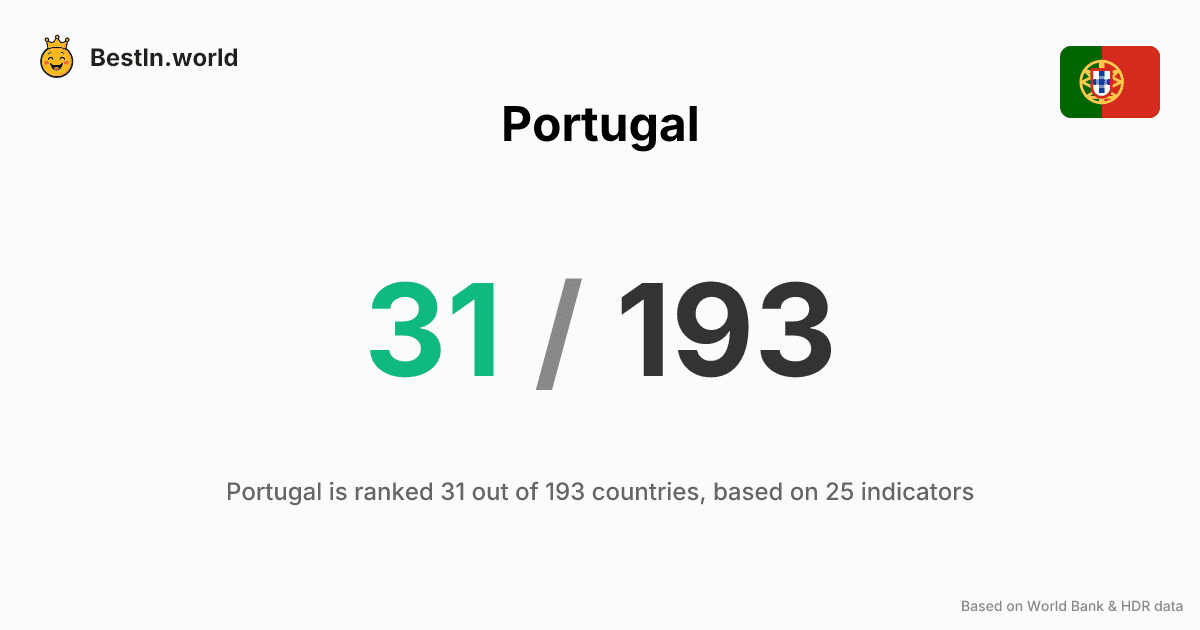 BestIn.world
Portugal
31 / 193
Portugal is ranked 31 out of 193 countries, based on 25 indicators
Based on World Bank & HDR data